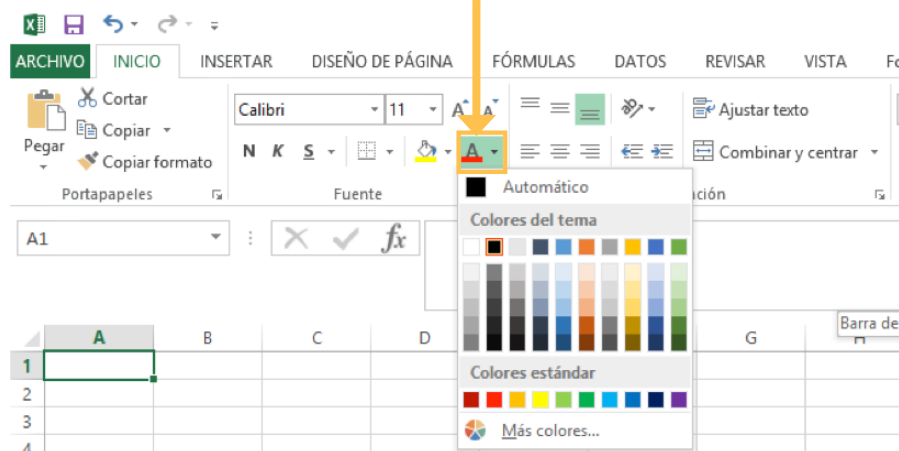 ARCHIVO INICIO INSERTAR DISEÑO DE PÁGINA FÓRMULAS DATOS REVISAR VISTA
Cortar
Calibri 11
Ajustar texto
Copiar
Pegar
N K S
A
Combinar y centrar
Copiar formato
Automático
Portapapeles Fuente
Colores del tema
A1
fx
Barra de
A B C D G H
1
Colores estándar
2
3
Más colores...
4